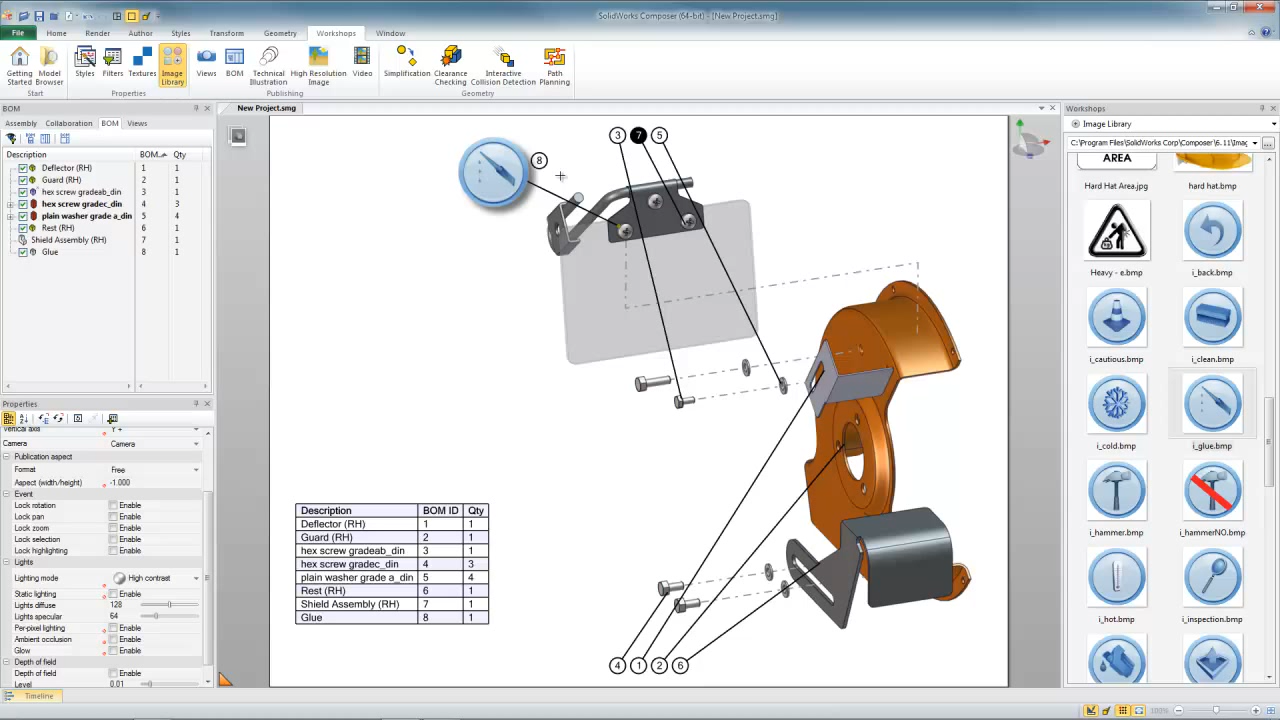 SolidWorks Composer (64-bit) - [New Project.smg]
File Home Render Author Styles Transform Geometry Workshops Window
Getting Started
Model Browser
Styles
Filters
Textures
Image Library
Views
BOM
Technical Illustration
High Resolution Image
Video
Simplification
Clearance Checking
Interactive Collision Detection
Path Planning
Start Properties Publishing Geometry
BOM
Assembly Collaboration BOM Views
Description BOM... Qty
Deflector (RH) 1 1
Guard (RH) 2 1
hex screw gradeab_din 3 1
hex screw gradec_din 4 3
plain washer grade a_din 5 4
Rest (RH) 6 1
Shield Assembly (RH) 7 1
Glue 8 1
Properties
Vertical axis Y +
Camera Camera
Publication aspect
Format Free
Aspect (width/height) -1.000
Event
Lock rotation Enable
Lock pan Enable
Lock zoom Enable
Lock selection Enable
Lock highlighting Enable
Lights
Lighting mode High contrast
Static lighting Enable
Lights diffuse 128
Lights specular 64
Per-pixel lighting Enable
Ambient occlusion Enable
Glow Enable
Depth of field
Depth of field Enable
Level 0.01
Timeline
New Project.smg
3 7 5
8
Description BOM ID Qty
Deflector (RH) 1 1
Guard (RH) 2 1
hex screw gradeab_din 3 1
hex screw gradec_din 4 3
plain washer grade a_din 5 4
Rest (RH) 6 1
Shield Assembly (RH) 7 1
Glue 8 1
4 1 2 6
Workshops
Image Library
C:\Program Files\SolidWorks Corp\Composer\6.11\Imag
...
AREA
Hard Hat Area.jpg hard hat.bmp
Heavy - e.bmp i_back.bmp
i_cautious.bmp i_clean.bmp
i_cold.bmp i_glue.bmp
i_hammer.bmp i_hammerNO.bmp
i_hot.bmp i_inspection.bmp
100%